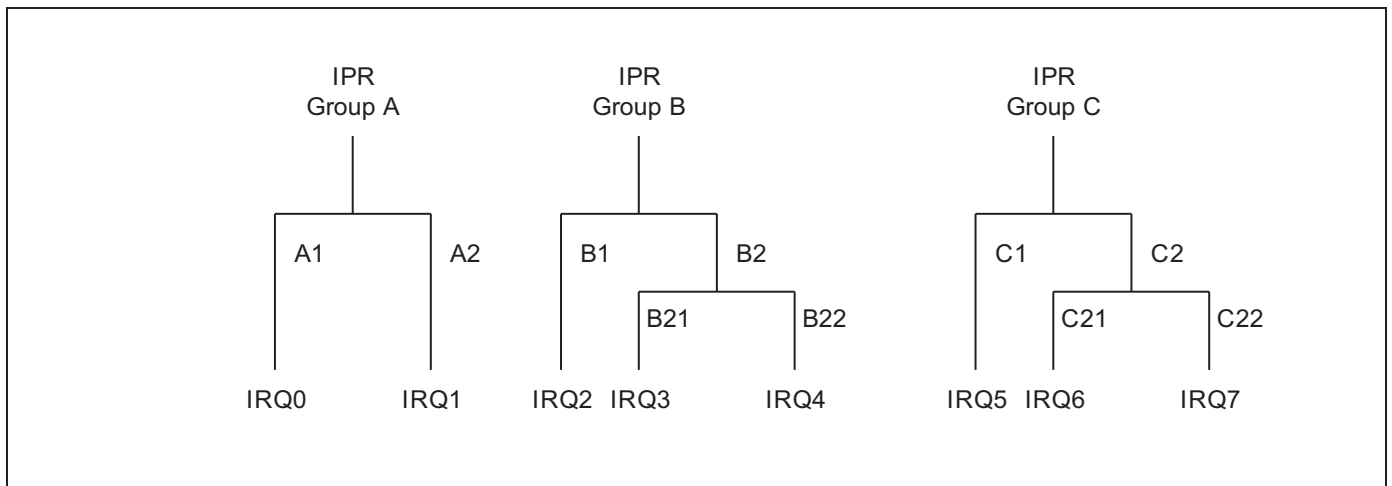 IPR
Group A
IPR
Group B
IPR
Group C
A1
A2
B1
B2
C1
C2
B21
B22
C21
C22
IRQ0
IRQ1
IRQ2
IRQ3
IRQ4
IRQ5
IRQ6
IRQ7